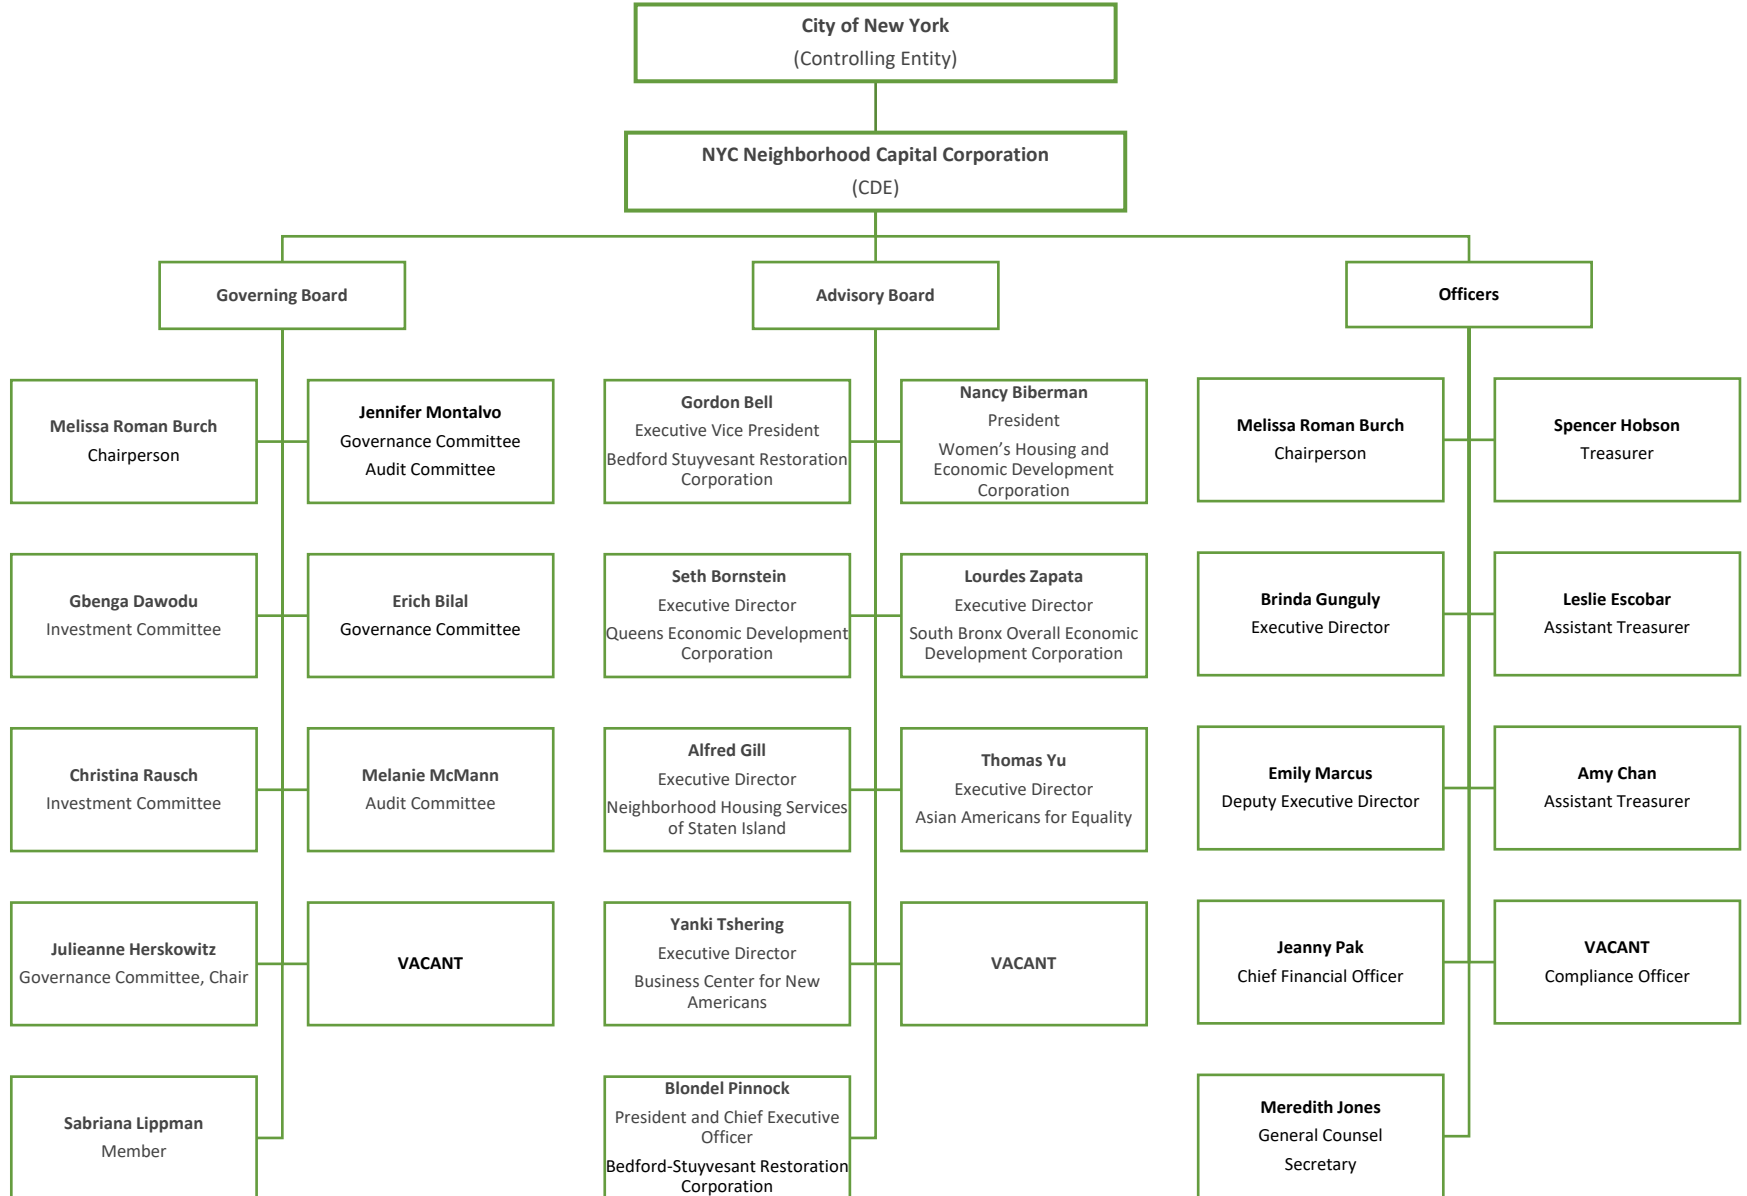 City of New York
(Controlling Entity)
NYC Neighborhood Capital Corporation
(CDE)
Governing Board
Advisory Board
Officers
Melissa Roman Burch
Chairperson
Jennifer Montalvo
Governance Committee
Audit Committee
Gbenga Dawodu
Investment Committee
Erich Bilal
Governance Committee
Christina Rausch
Investment Committee
Melanie McMann
Audit Committee
Julieanne Herskowitz
Governance Committee, Chair
VACANT
Sabriana Lippman
Member
Gordon Bell
Executive Vice President
Bedford Stuyvesant Restoration
Corporation
Nancy Biberman
President
Women’s Housing and
Economic Development
Corporation
Seth Bornstein
Executive Director
Queens Economic Development
Corporation
Lourdes Zapata
Executive Director
South Bronx Overall Economic
Development Corporation
Alfred Gill
Executive Director
Neighborhood Housing Services
of Staten Island
Thomas Yu
Executive Director
Asian Americans for Equality
Yanki Tshering
Executive Director
Business Center for New
Americans
VACANT
Blondel Pinnock
President and Chief Executive
Officer
Bedford-Stuyvesant Restoration
Corporation
Melissa Roman Burch
Chairperson
Spencer Hobson
Treasurer
Brinda Gunguly
Executive Director
Leslie Escobar
Assistant Treasurer
Emily Marcus
Deputy Executive Director
Amy Chan
Assistant Treasurer
Jeanny Pak
Chief Financial Officer
VACANT
Compliance Officer
Meredith Jones
General Counsel
Secretary